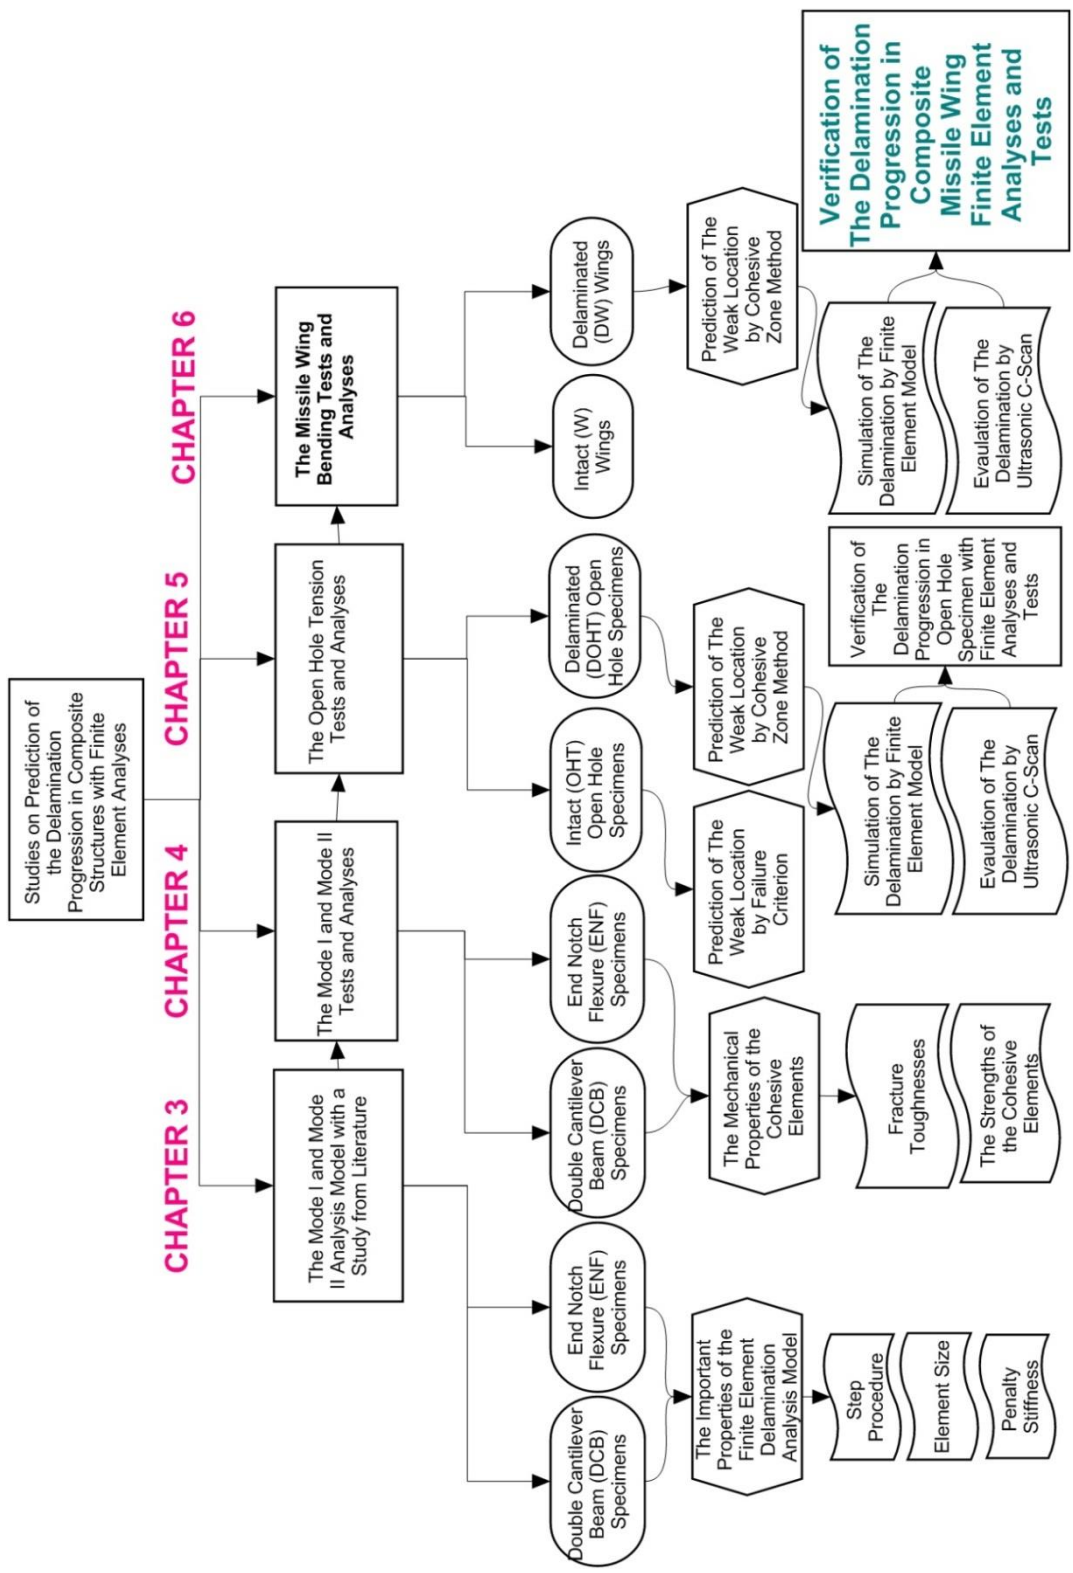 Studies on Prediction of
the Delamination
Progression in Composite
Structures with Finite
Element Analyses
CHAPTER 3
CHAPTER 4
CHAPTER 5
CHAPTER 6
The Mode I and Mode
II Analysis Model with a
Study from Literature
The Mode I and Mode II
Tests and Analyses
The Open Hole Tension
Tests and Analyses
The Missile Wing
Bending Tests and
Analyses
Double Cantilever
Beam (DCB)
Specimens
End Notch
Flexure (ENF)
Specimens
Double Cantilever
Beam (DCB)
Specimens
End Notch
Flexure (ENF)
Specimens
Intact (OHT)
Open Hole
Specimens
Delaminated
(DOHT) Open
Hole Specimens
Intact (W)
Wings
Delaminated
(DW) Wings
The Important
Properties of the
Finite Element
Delamination
Analysis Model
The Mechanical
Properties of the
Cohesive
Elements
Prediction of The
Weak Location
by Failure
Criterion
Prediction of The
Weak Location
by Cohesive
Zone Method
Prediction of The
Weak Location
by Cohesive
Zone Method
Step
Procedure
Element Size
Penalty
Stiffness
Fracture
Toughnesses
The Strengths of
the Cohesive
Elements
Simulation of The
Delamination by Finite
Element Model
Evaulation of The
Delamination by
Ultrasonic C-Scan
Verification of
The
Delamination
Progression in
Open Hole
Specimen with
Finite Element
Analyses and
Tests
Simulation of The
Delamination by Finite
Element Model
Evaulation of The
Delamination by
Ultrasonic C-Scan
Verification of
The Delamination
Progression in
Composite
Missile Wing
Finite Element
Analyses and
Tests